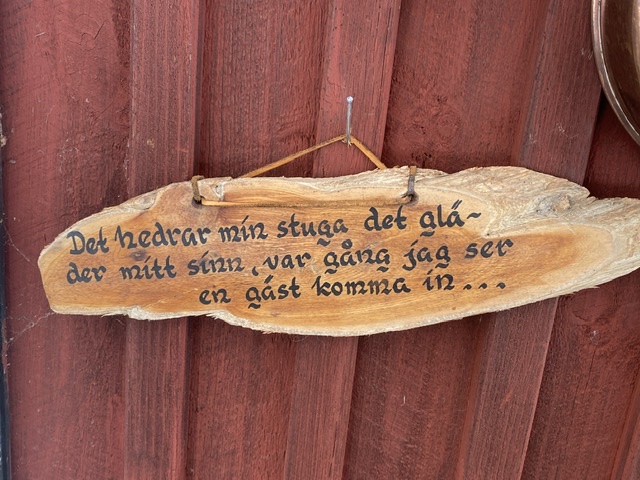 Det hedrar min stuga det glä-
der mitt sinn, var gång jag ser
en gäst komma in...